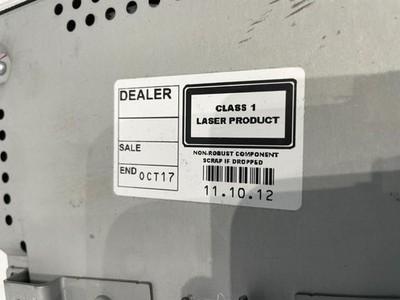 DEALER
SALE
END OCT17
CLASS 1
LASER PRODUCT
NON-ROBUST COMPONENT
SCRAP IF DROPPED
11.10.12